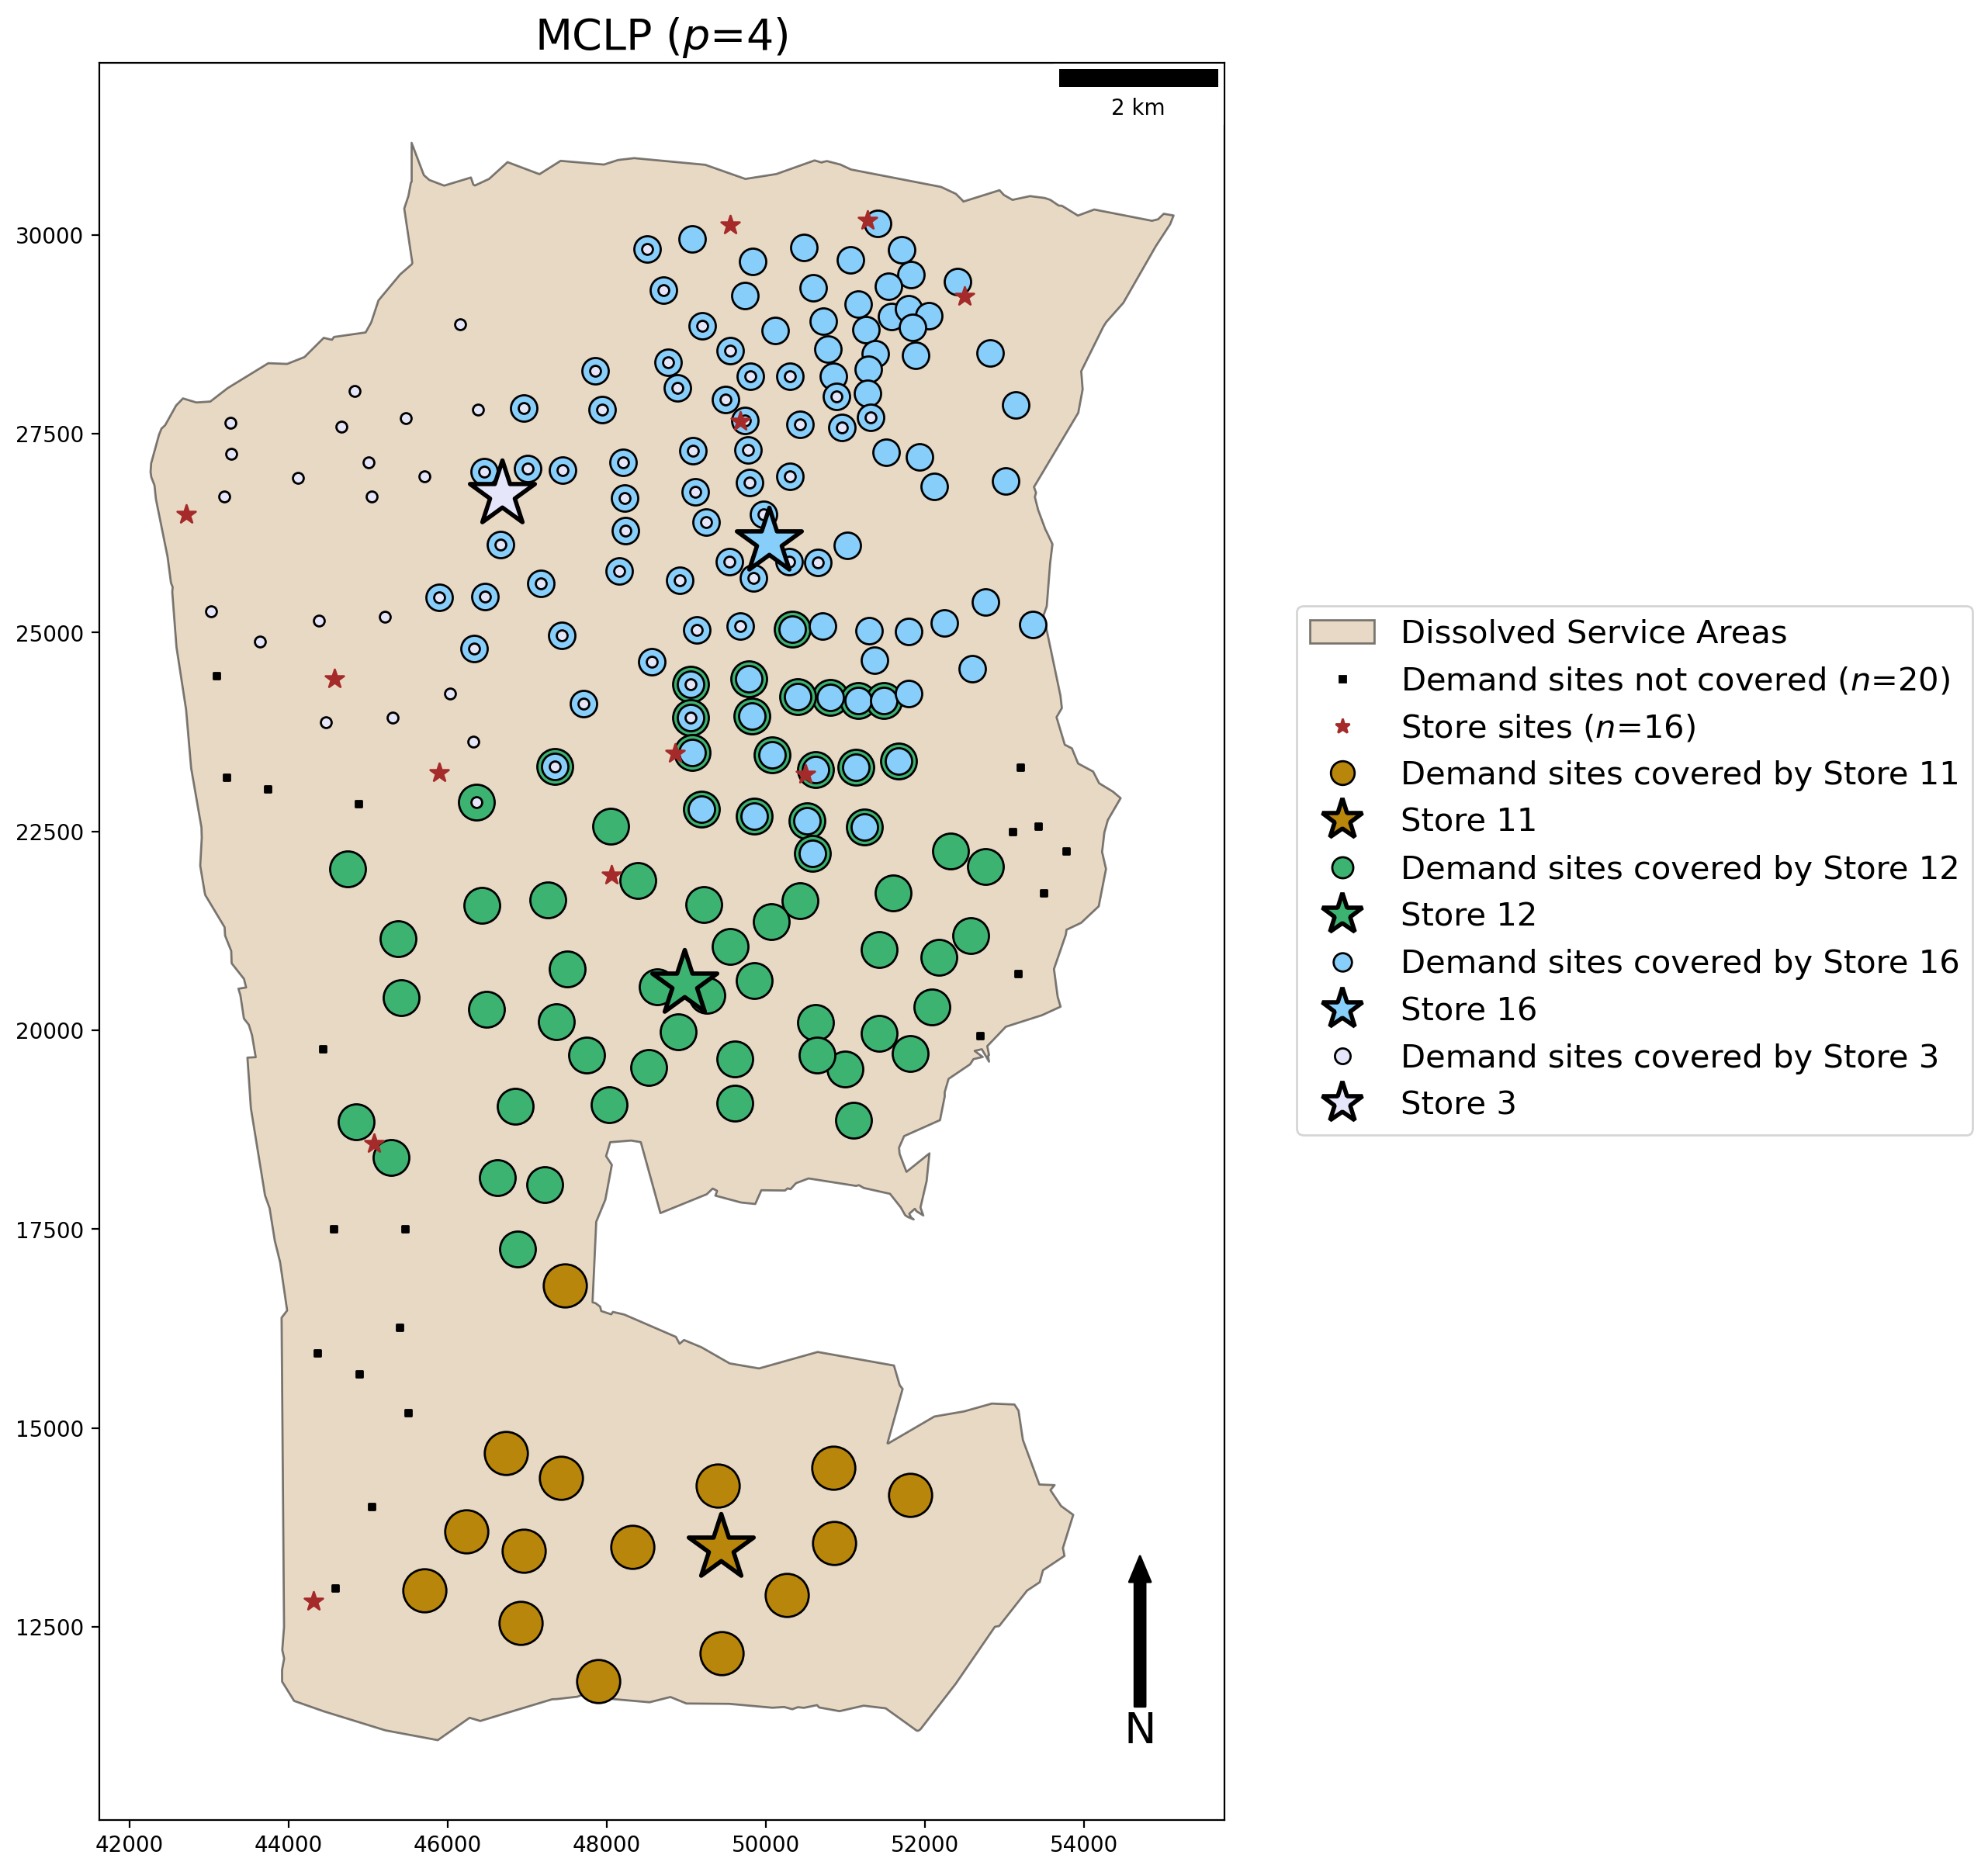 MCLP (p=4)
2 km
30000
27500
25000
22500
20000
17500
15000
12500
42000 44000 46000 48000 50000 52000 54000
N
Dissolved Service Areas
Demand sites not covered (n=20)
Store sites (n=16)
Demand sites covered by Store 11
Store 11
Demand sites covered by Store 12
Store 12
Demand sites covered by Store 16
Store 16
Demand sites covered by Store 3
Store 3